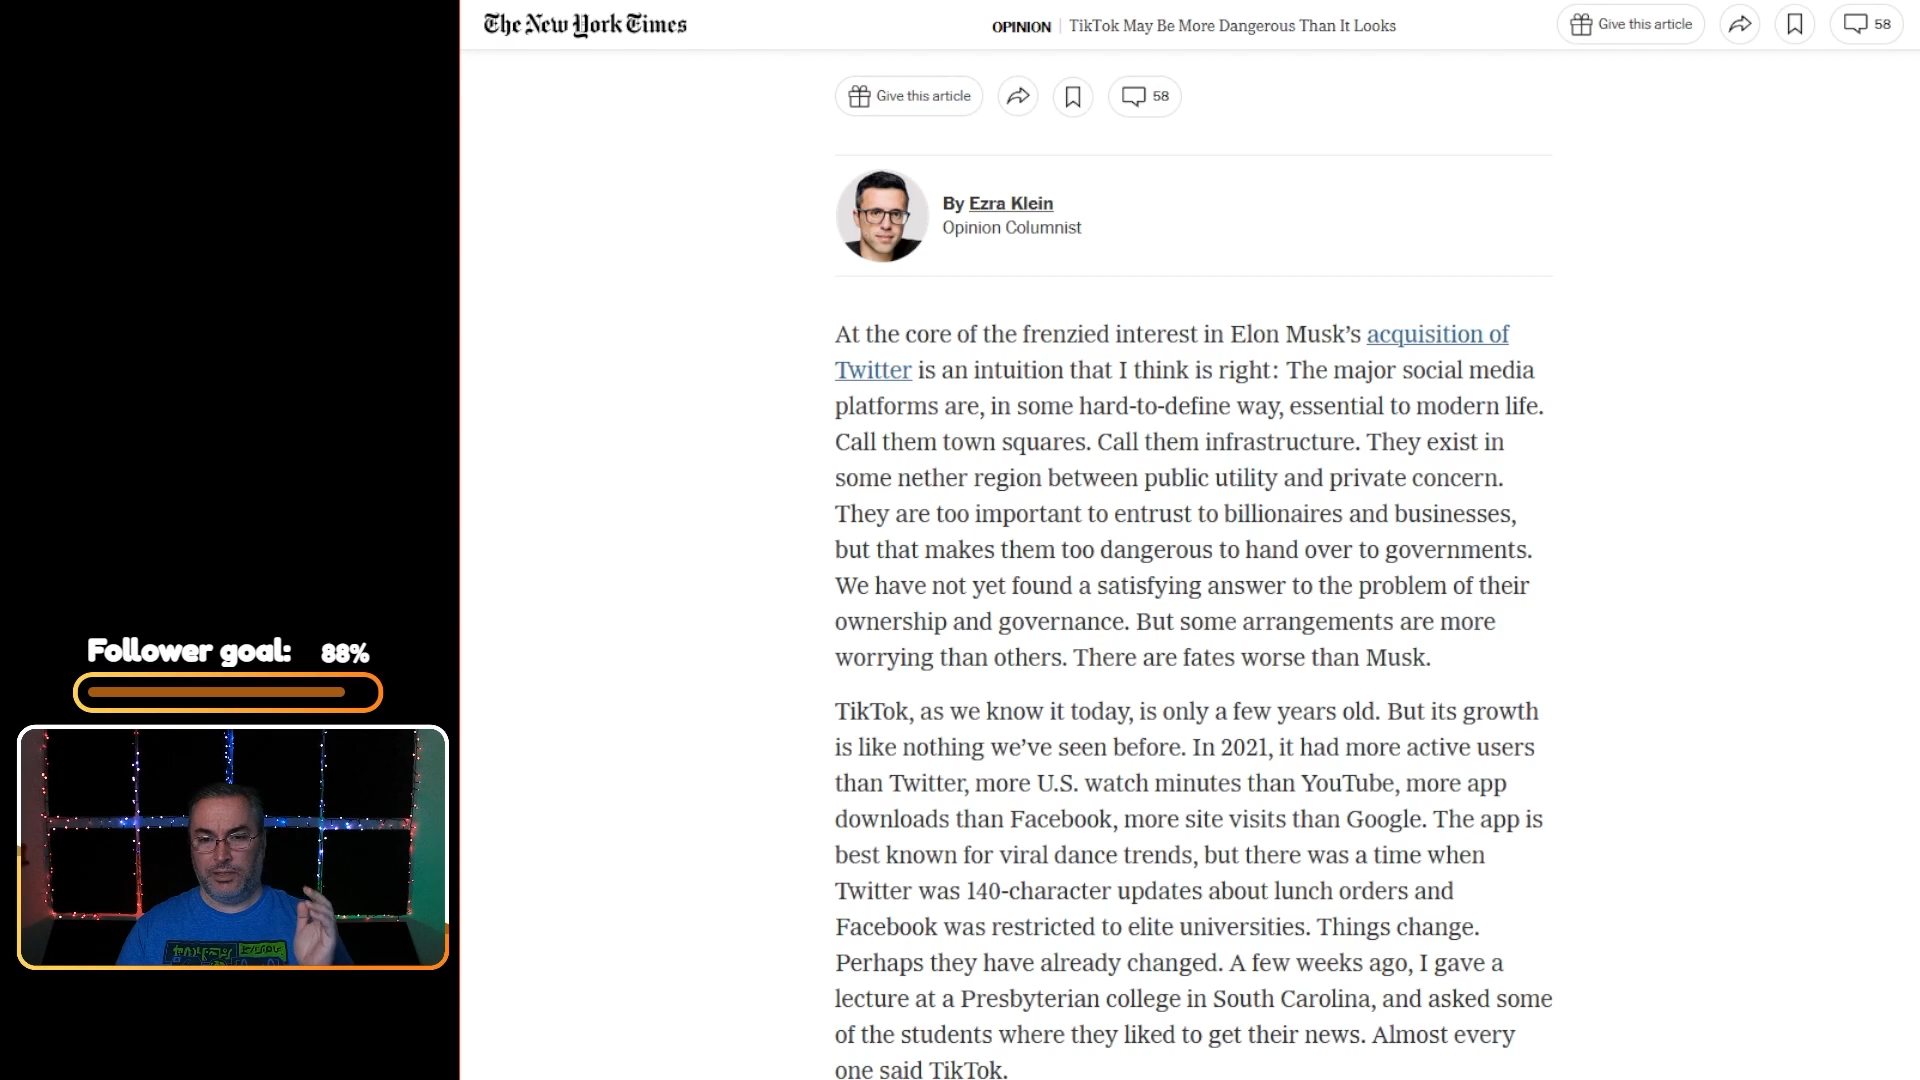 The New York Times
OPINION | TikTok May Be More Dangerous Than It Looks
Give this article
58
Give this article
58
By Ezra Klein
Opinion Columnist
At the core of the frenzied interest in Elon Musk’s acquisition of
Twitter is an intuition that I think is right: The major social media
platforms are, in some hard-to-define way, essential to modern life.
Call them town squares. Call them infrastructure. They exist in
some nether region between public utility and private concern.
They are too important to entrust to billionaires and businesses,
but that makes them too dangerous to hand over to governments.
We have not yet found a satisfying answer to the problem of their
ownership and governance. But some arrangements are more
worrying than others. There are fates worse than Musk.
TikTok, as we know it today, is only a few years old. But its growth
is like nothing we’ve seen before. In 2021, it had more active users
than Twitter, more U.S. watch minutes than YouTube, more app
downloads than Facebook, more site visits than Google. The app is
best known for viral dance trends, but there was a time when
Twitter was 140-character updates about lunch orders and
Facebook was restricted to elite universities. Things change.
Perhaps they have already changed. A few weeks ago, I gave a
lecture at a Presbyterian college in South Carolina, and asked some
of the students where they liked to get their news. Almost every
one said TikTok.
Follower goal: 88%